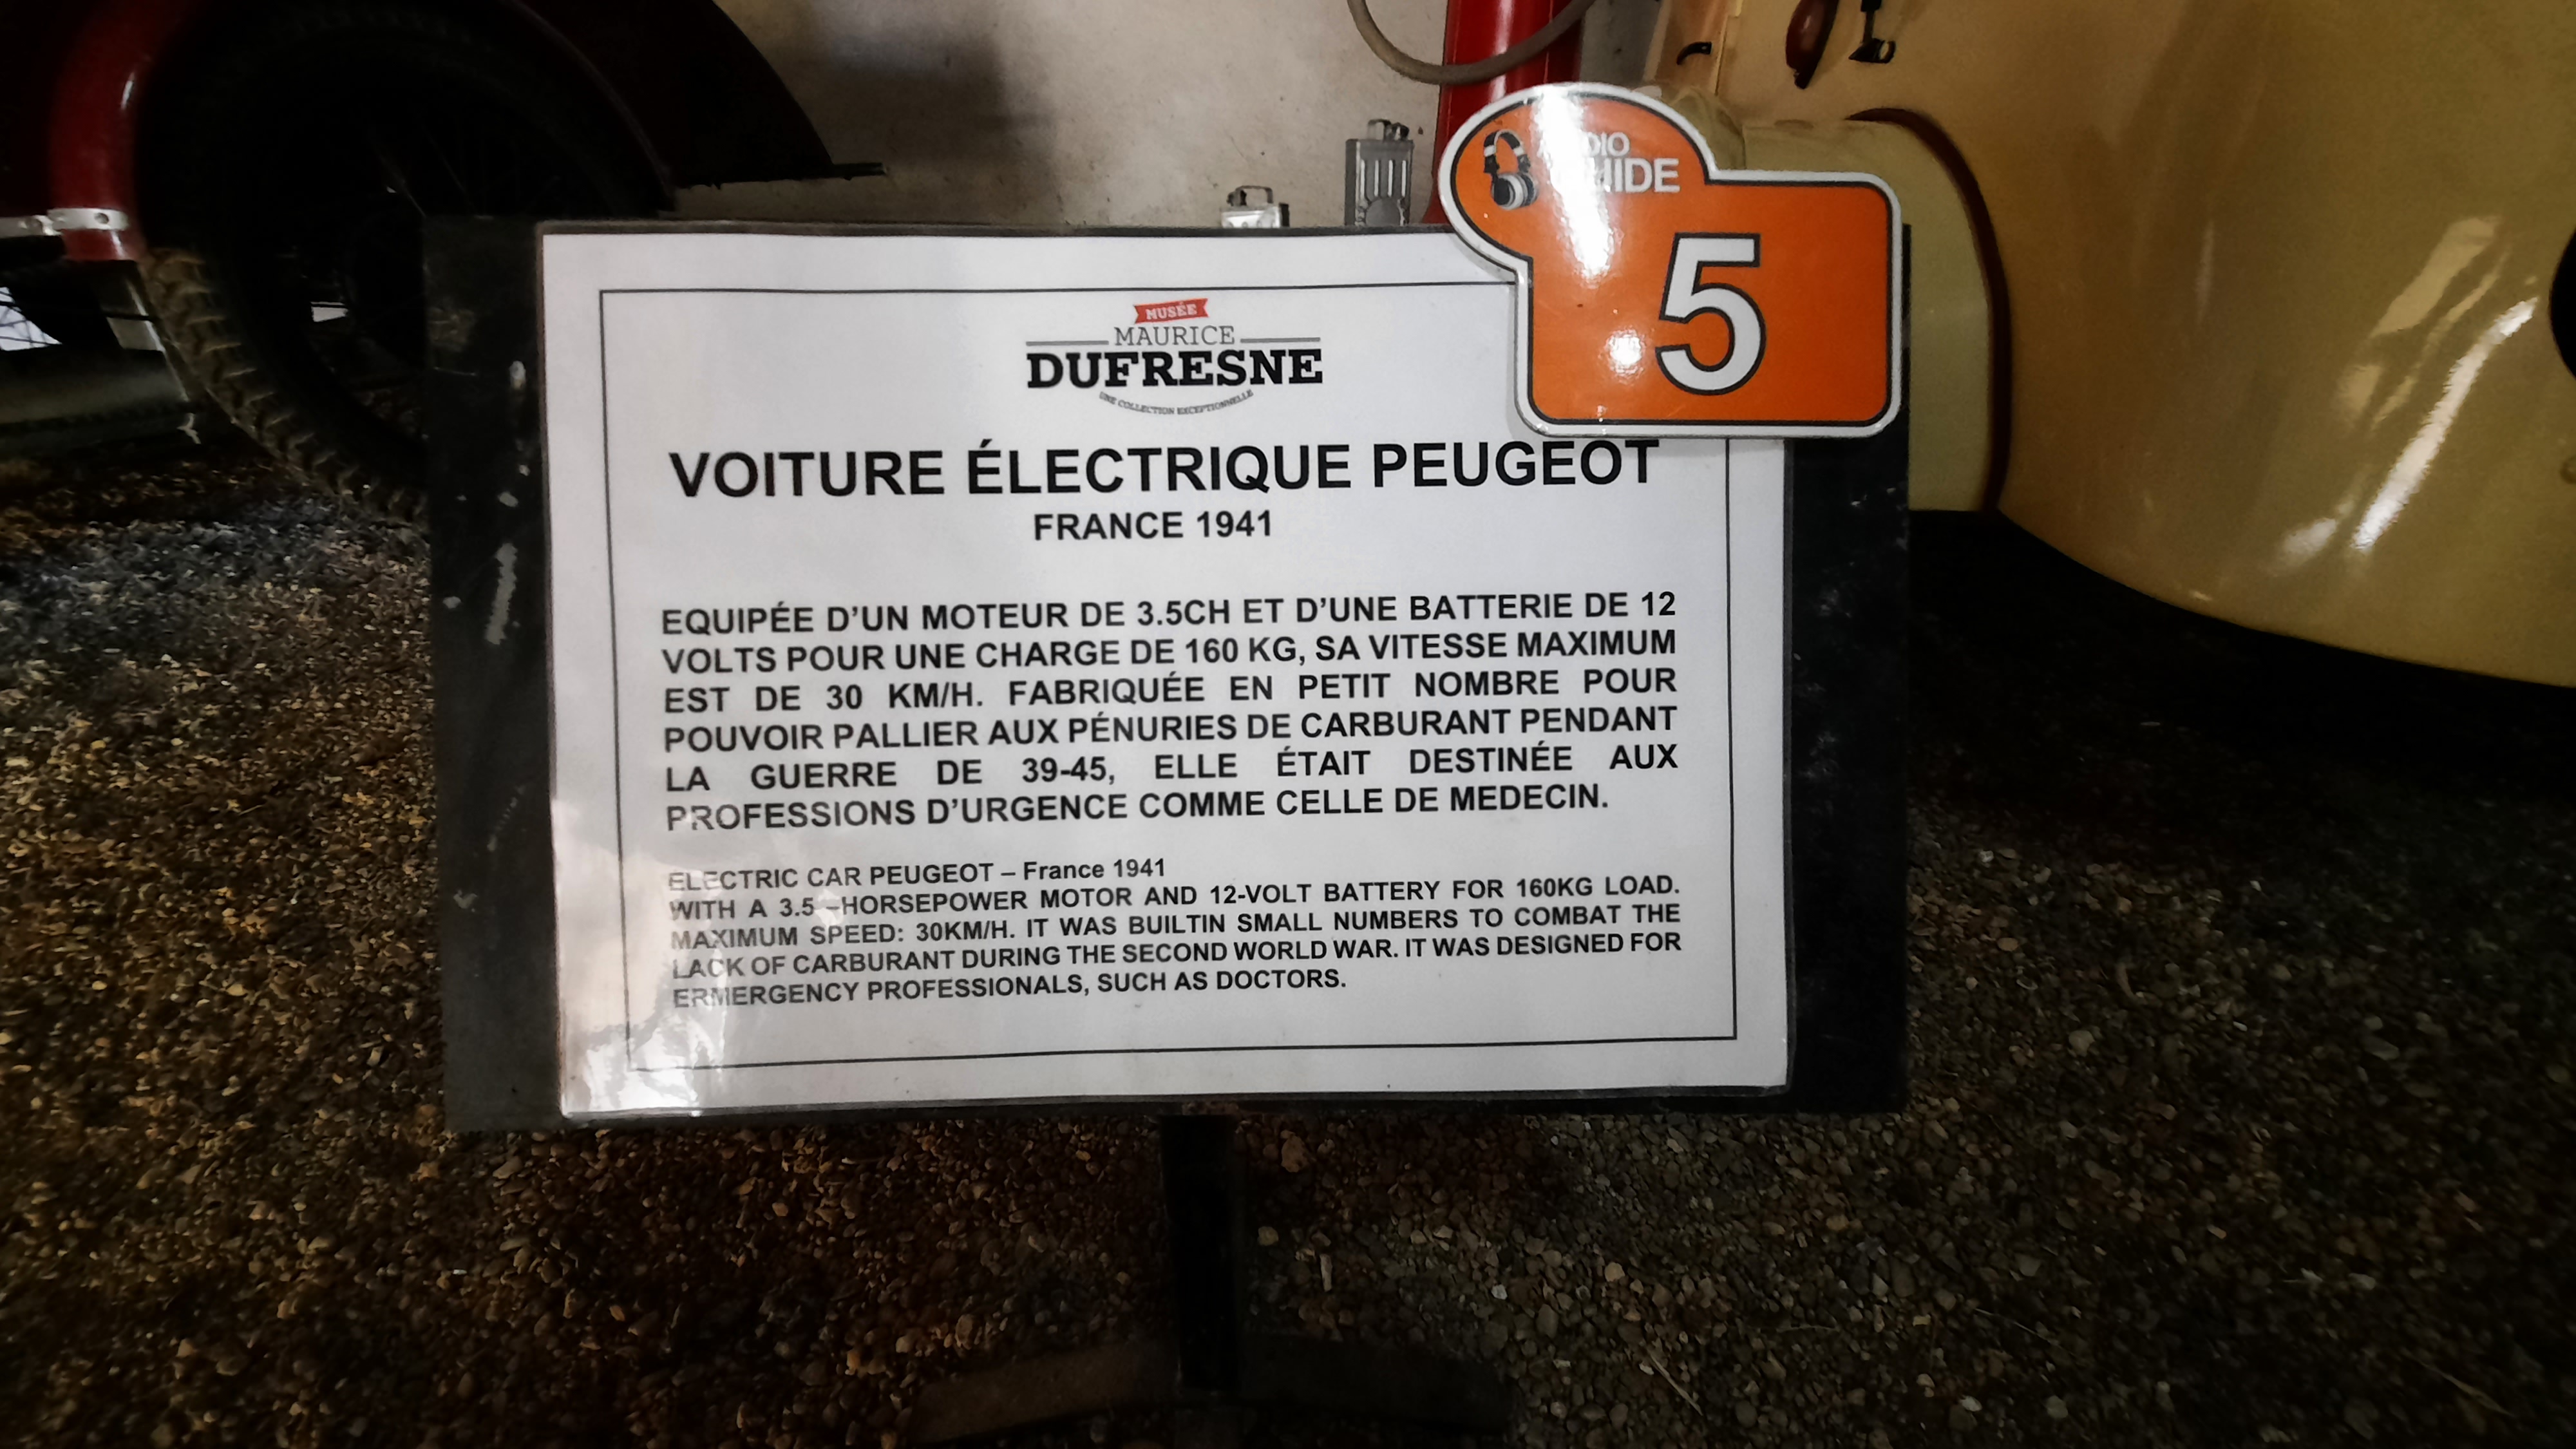 MUSÉE
MAURICE
DUFRESNE
UNE COLLECTION EXCEPTIONNELLE
5
VOITURE ÉLECTRIQUE PEUGEOT
FRANCE 1941
EQUIPÉE D'UN MOTEUR DE 3.5CH ET D'UNE BATTERIE DE 12
VOLTS POUR UNE CHARGE DE 160 KG, SA VITESSE MAXIMUM
EST DE 30 KM/H. FABRIQUÉE EN PETIT NOMBRE POUR
POUVOIR PALLIER AUX PÉNURIES DE CARBURANT PENDANT
LA GUERRE DE 39-45, ELLE ÉTAIT DESTINÉE AUX
PROFESSIONS D'URGENCE COMME CELLE DE MEDECIN.
ELECTRIC CAR PEUGEOT – France 1941
WITH A 3.5 –HORSEPOWER MOTOR AND 12-VOLT BATTERY FOR 160KG LOAD.
MAXIMUM SPEED: 30KM/H. IT WAS BUILTIN SMALL NUMBERS TO COMBAT THE
LACK OF CARBURANT DURING THE SECOND WORLD WAR. IT WAS DESIGNED FOR
ERMERGENCY PROFESSIONALS, SUCH AS DOCTORS.